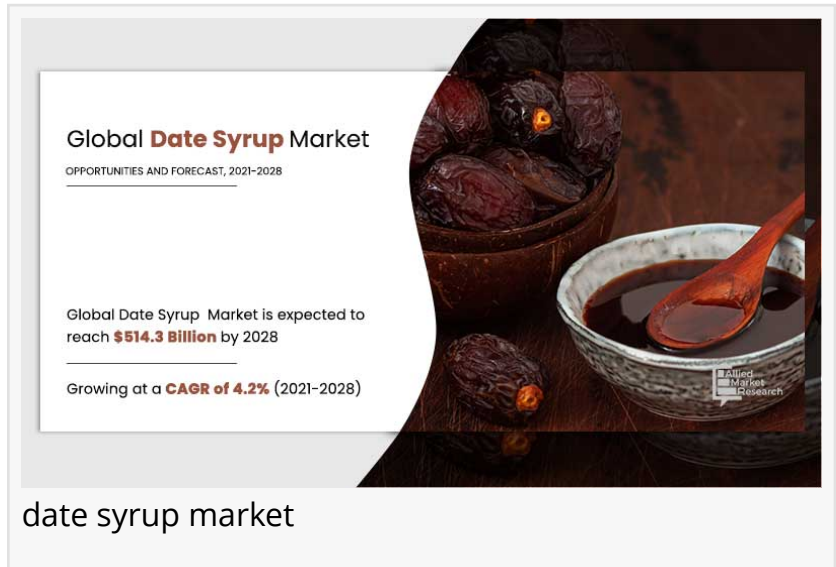 Global Date Syrup Market
OPPORTUNITIES AND FORECAST, 2021-2028
Global Date Syrup Market is expected to
reach $514.3 Billion by 2028
Growing at a CAGR of 4.2% (2021-2028)
Allied
Market
Research
date syrup market